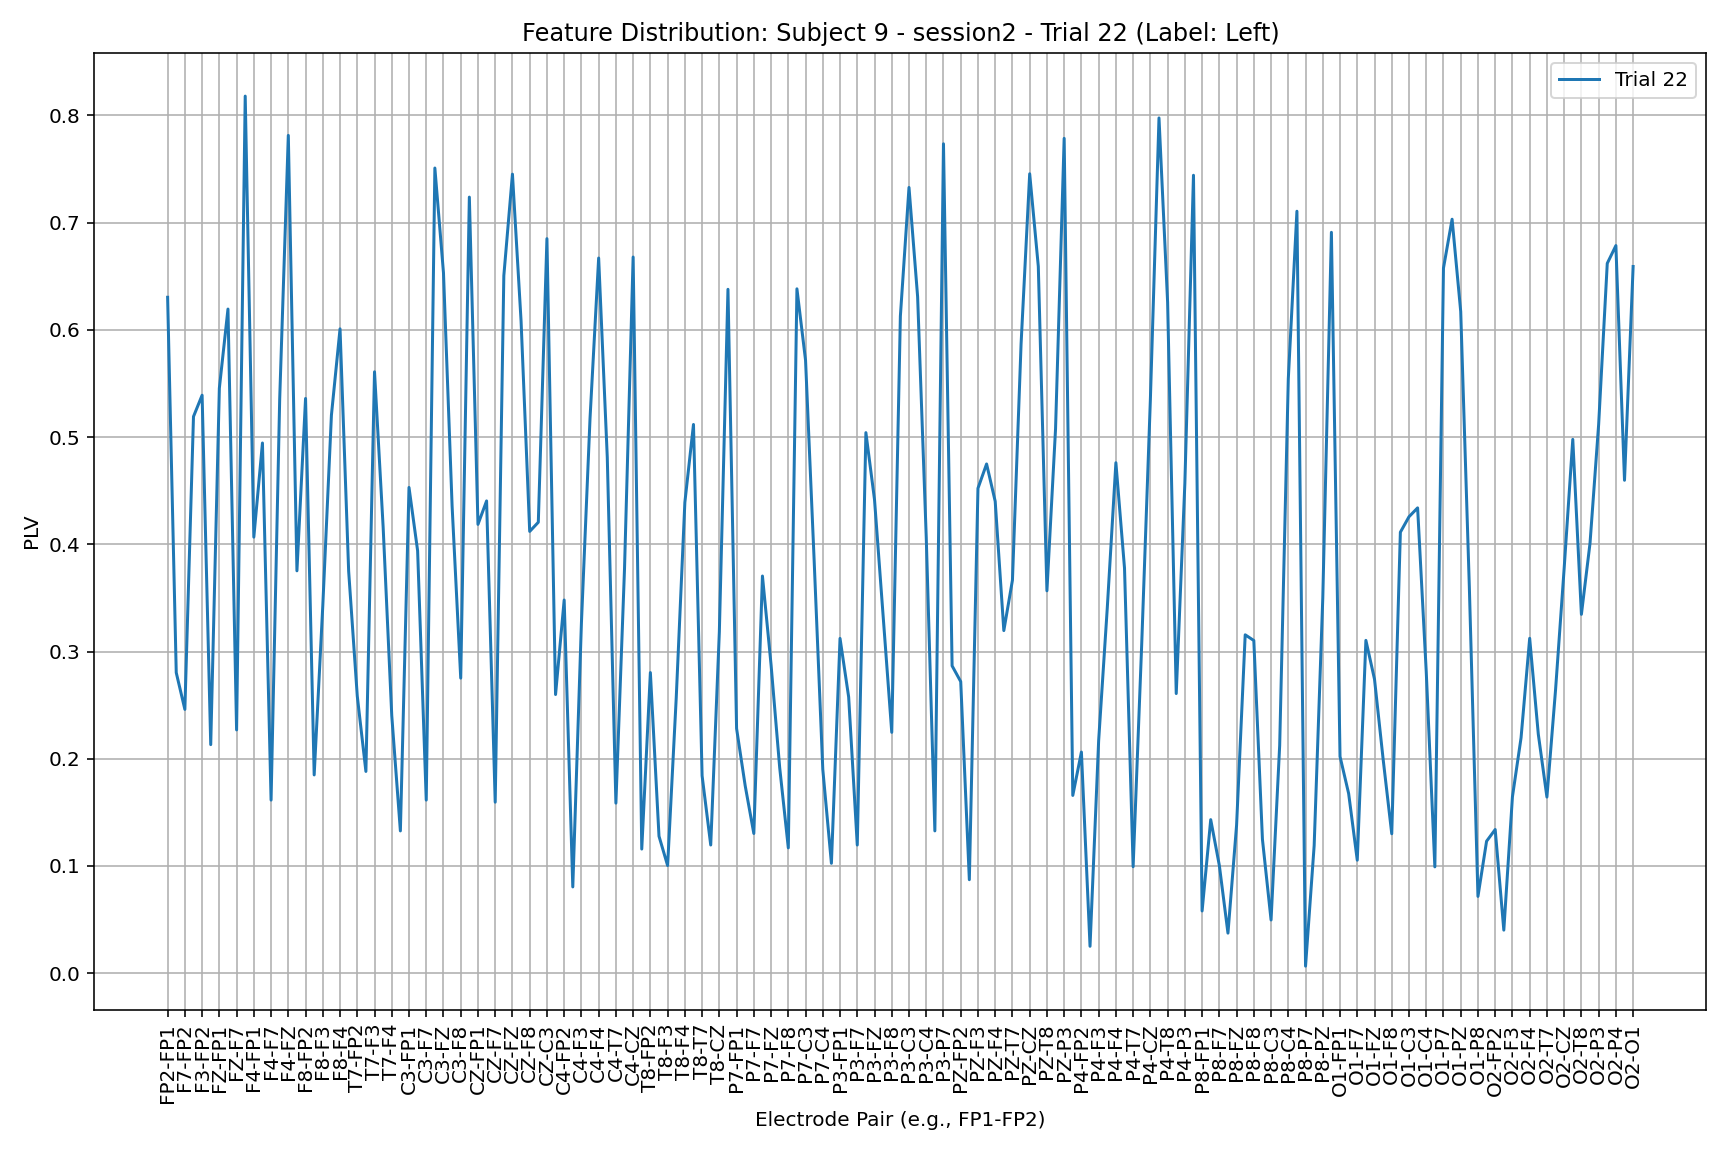 Feature Distribution: Subject 9 - session2 - Trial 22 (Label: Left)
Trial 22
PLV
0.8
0.7
0.6
0.5
0.4
0.3
0.2
0.1
0.0
FP2-FP1
F7-FP2
F3-FP2
FZ-FP1
FZ-F7
F4-FP1
F4-F7
F4-FZ
F8-FP2
F8-F3
F8-F4
T7-FP2
T7-F3
T7-F4
C3-FP1
C3-F7
C3-FZ
C3-F8
CZ-FP1
CZ-F7
CZ-FZ
CZ-F8
CZ-C3
C4-FP2
C4-F3
C4-F4
C4-T7
C4-CZ
T8-FP2
T8-F3
T8-F4
T8-T7
T8-CZ
P7-FP1
P7-F7
P7-FZ
P7-F8
P7-C3
P7-C4
P3-FP1
P3-F7
P3-FZ
P3-F8
P3-C3
P3-C4
P3-P7
PZ-FP2
PZ-F3
PZ-F4
PZ-T7
PZ-CZ
PZ-T8
PZ-P3
P4-FP2
P4-F3
P4-F4
P4-T7
P4-CZ
P4-T8
P4-P3
P8-FP1
P8-F7
P8-FZ
P8-F8
P8-C3
P8-C4
P8-P7
P8-PZ
O1-FP1
O1-F7
O1-FZ
O1-F8
O1-C3
O1-C4
O1-P7
O1-PZ
O1-P8
O2-FP2
O2-F3
O2-F4
O2-T7
O2-CZ
O2-T8
O2-P3
O2-P4
O2-O1
Electrode Pair (e.g., FP1-FP2)